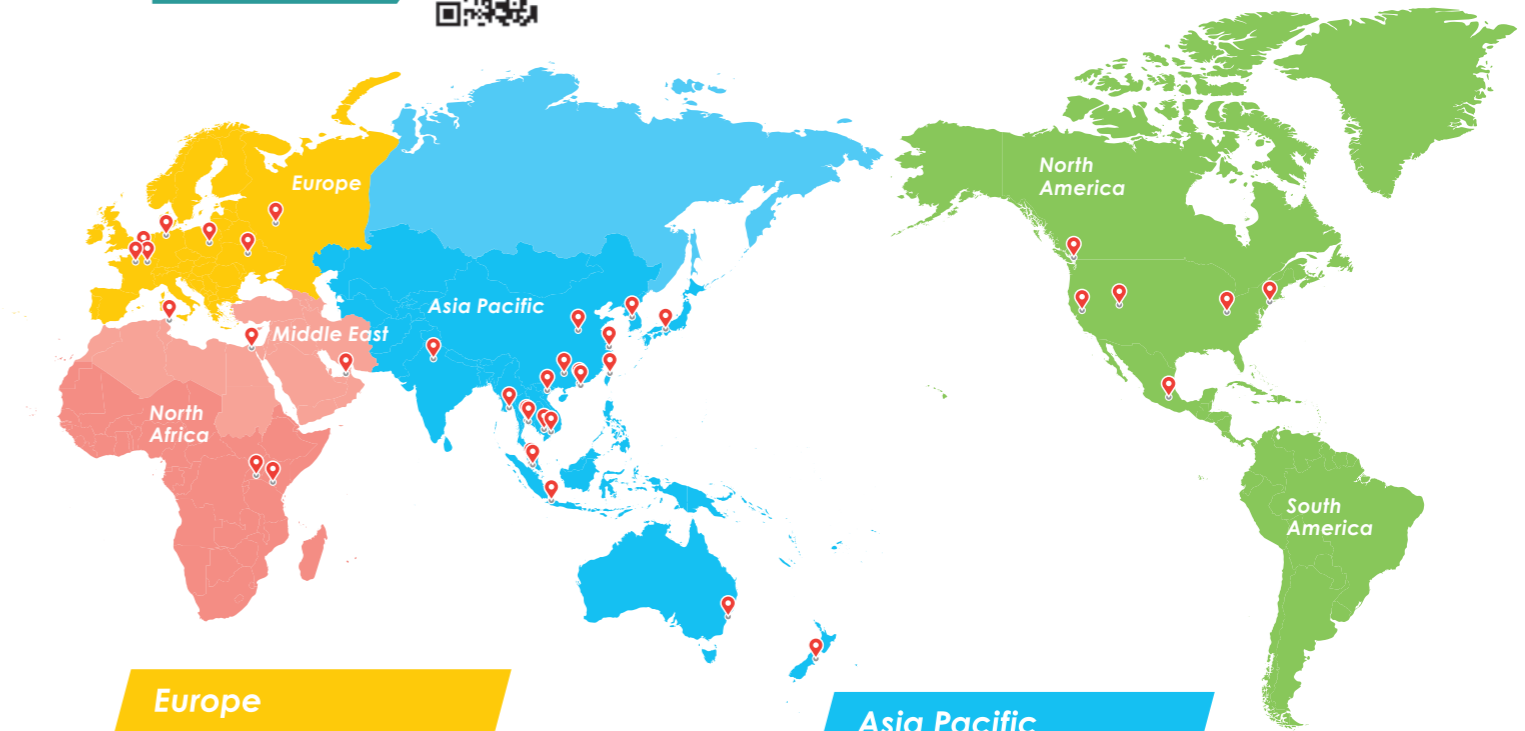 Europe
North
America
Asia Pacific
Middle East
North
Africa
South
America
Europe
Asia Pacific